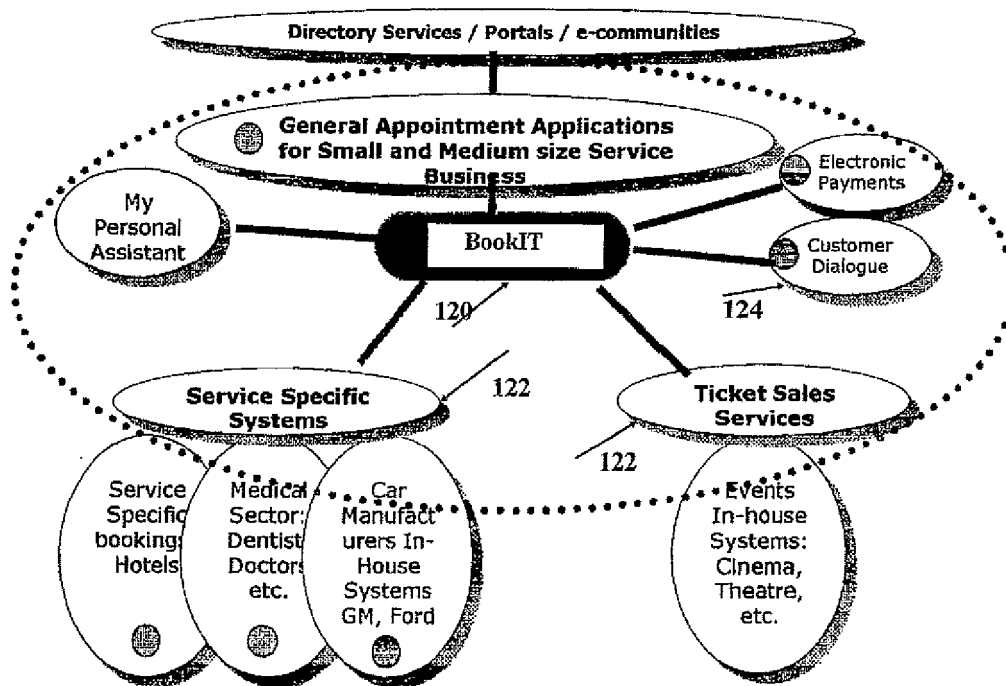 Directory Services / Portals / e-communities
General Appointment Applications
for Small and Medium size Service
Business
Electronic
Payments
My
Personal
Assistant
BookIT
Customer
Dialogue
120
124
122
Service Specific
Systems
Ticket Sales
Services
122
Service
Specific
bookings
Hotels
Medical
Sector:
Dentist
Doctors
etc.
Car
Manufact
urers In-
House
Systems
GM, Ford
Events
In-house
Systems:
Cinema,
Theatre,
etc.